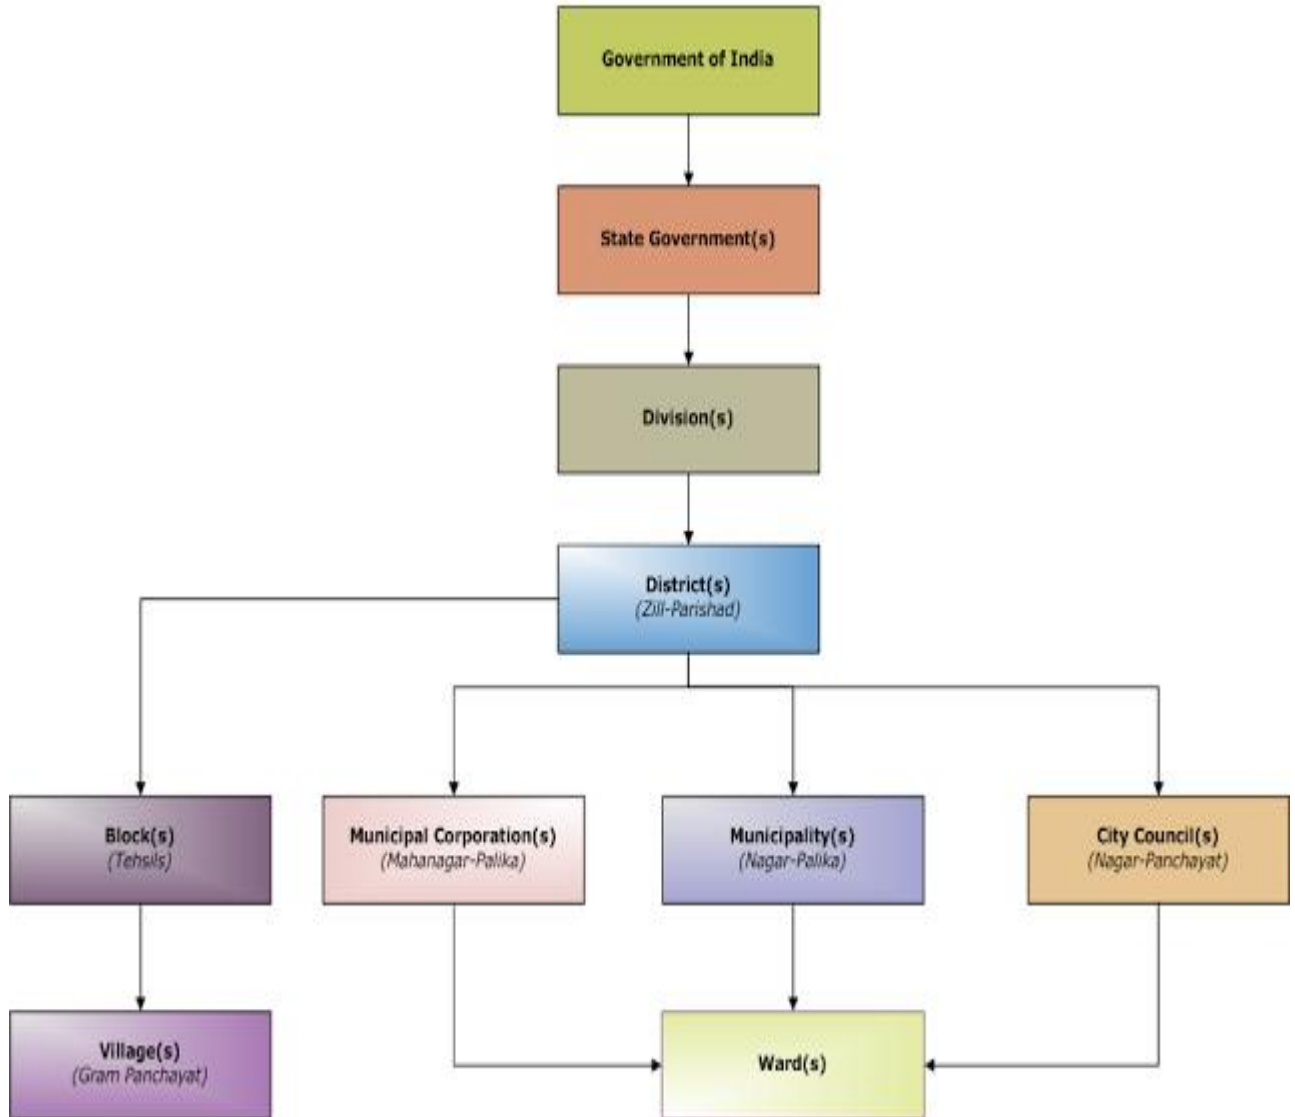 Government of India
State Government(s)
Division(s)
District(s)
(Zill-Parishad)
Block(s)
(Tehsils)
Municipal Corporation(s)
(Mahanagar-Palika)
Municipality(s)
(Nagar-Palika)
City Council(s)
(Nagar-Panchayat)
Village(s)
(Gram Panchayat)
Ward(s)